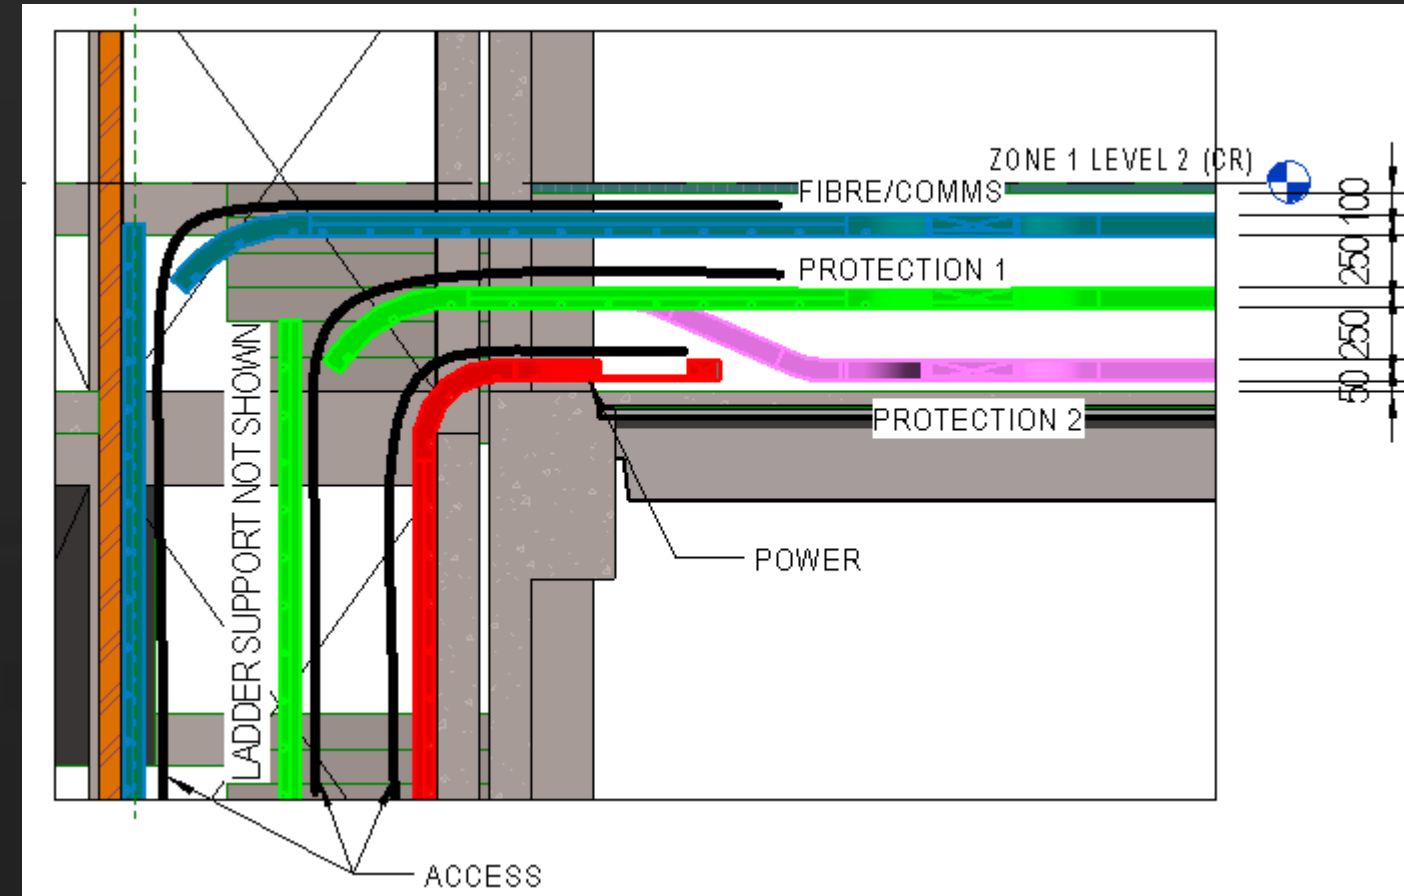 ZONE 1 LEVEL 2 (CR)
FIBRE/COMMS
100
250
PROTECTION 1
250
LADDER SUPPORT NOT SHOWN
50
PROTECTION 2
POWER
ACCESS